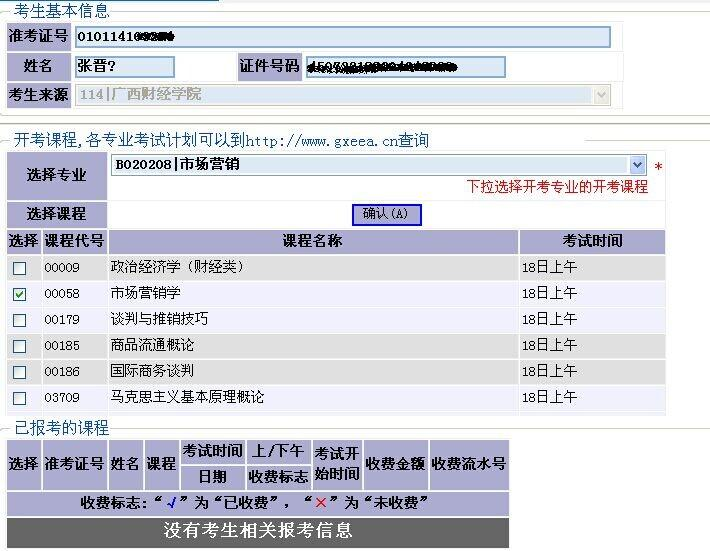 考生基本信息
准考证号 010114169
姓名 张晋? 证件号码
考生来源 114|广西财经学院
开考课程,各专业考试计划可以到http://www.gxeea.cn查询
选择专业 B020208|市场营销 *
下拉选择开考专业的开考课程
选择课程 确认(A)
选择 课程代号 课程名称 考试时间
00009 政治经济学（财经类） 18日上午
00058 市场营销学 18日上午
00179 谈判与推销技巧 18日上午
00185 商品流通概论 18日上午
00186 国际商务谈判 18日上午
03709 马克思主义基本原理概论 18日上午
已报考的课程
选择 准考证号 姓名 课程 考试时间 上/下午 考试开始时间 收费金额 收费流水号
日期 收费标志
收费标志：“√”为“已收费”，“×”为“未收费”
没有考生相关报考信息